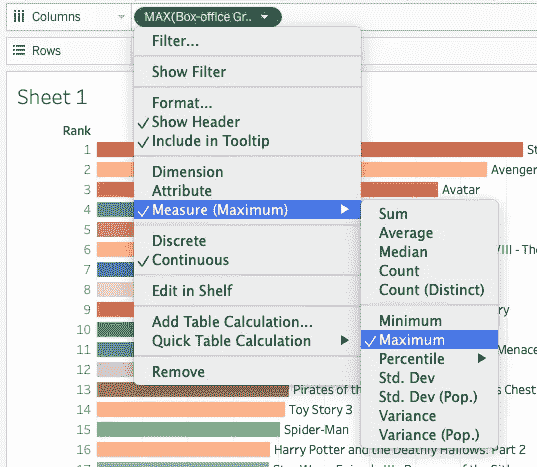 Columns
MAX(Box-office Gr..
Rows
Filter...
Show Filter
Format...
Show Header
Include in Tooltip
Dimension
Attribute
Measure (Maximum)
Discrete
Continuous
Edit in Shelf
Add Table Calculation...
Quick Table Calculation
Remove
Sum
Average
Median
Count
Count (Distinct)
Minimum
Maximum
Percentile
Std. Dev
Std. Dev (Pop.)
Variance
Variance (Pop.)
Sheet 1
Rank
1 St
2 Avenger
3 Avatar
4
5
6 VIII - The
7
8
9 ry
10
11 Menace
12
13 Pirates of t s Chest
14 Toy Story 3
15 Spider-Man
16 Harry Potter and the Deathly Hallows: Part 2
17